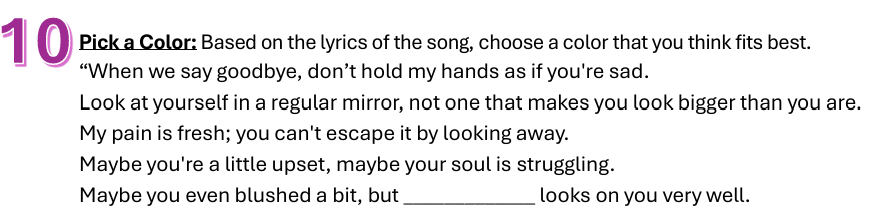 10 Pick a Color: Based on the lyrics of the song, choose a color that you think fits best.
“When we say goodbye, don’t hold my hands as if you're sad.
Look at yourself in a regular mirror, not one that makes you look bigger than you are.
My pain is fresh; you can't escape it by looking away.
Maybe you're a little upset, maybe your soul is struggling.
Maybe you even blushed a bit, but _____________ looks on you very well.